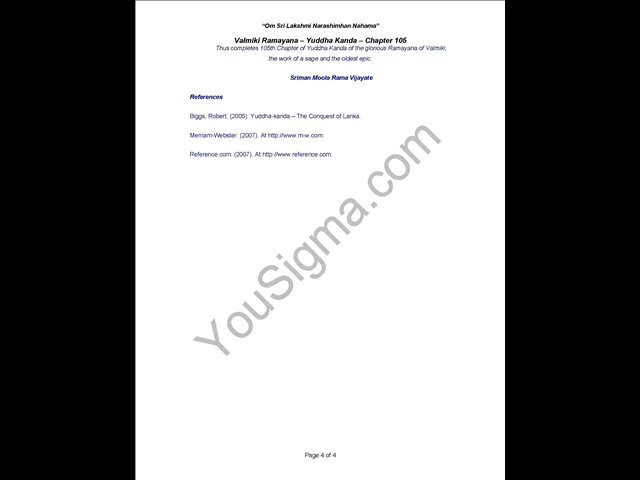 “Om Sri Lakshmi Narashimhan Nahama”
Valmiki Ramayana – Yuddha Kanda – Chapter 105
Thus completes 105th Chapter of Yuddha Kanda of the glorious Ramayana of Valmiki,
the work of a sage and the oldest epic.
Sriman Moola Rama Vijayate
References
Biggs, Robert. (2005). Yuddha-kanda – The Conquest of Lanka.
Merriam-Webster. (2007). At http://www.m-w.com.
Reference.com. (2007). At http://www.reference.com.
YouSigma.com
Page 4 of 4